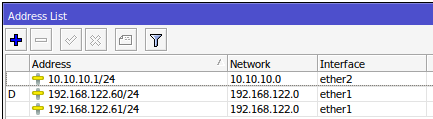 Address List
Address Network Interface
10.10.10.1/24 10.10.10.0 ether2
D 192.168.122.60/24 192.168.122.0 ether1
192.168.122.61/24 192.168.122.0 ether1